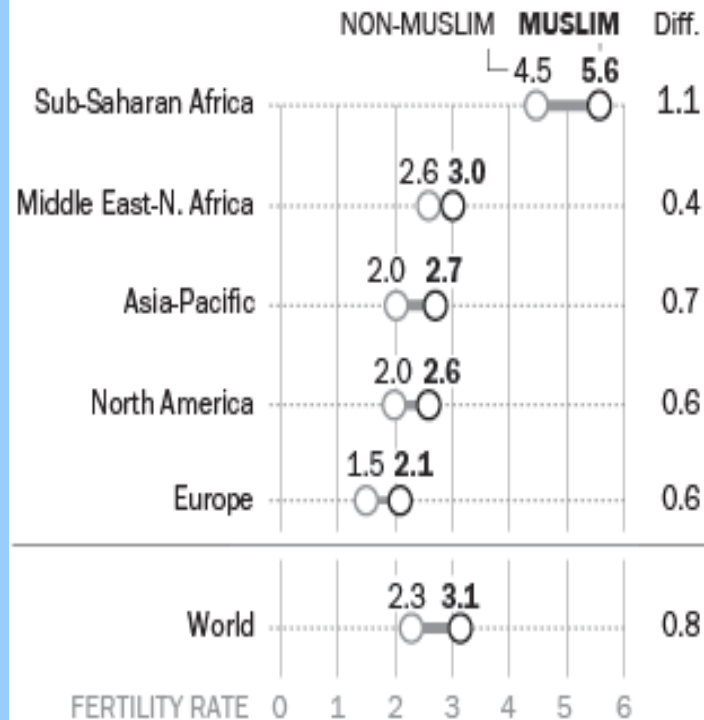 NON-MUSLIM MUSLIM Diff.
4.5 5.6
Sub-Saharan Africa 1.1
2.6 3.0
Middle East-N. Africa 0.4
2.0 2.7
Asia-Pacific 0.7
2.0 2.6
North America 0.6
1.5 2.1
Europe 0.6
2.3 3.1
World 0.8
FERTILITY RATE 0 1 2 3 4 5 6